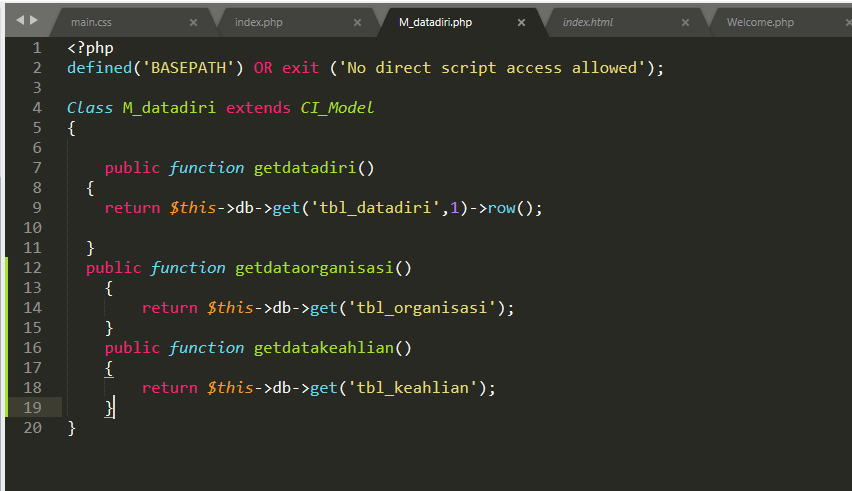 main.css × index.php × M_datadiri.php × index.html × Welcome.php ×
1 <?php
2 defined('BASEPATH') OR exit ('No direct script access allowed');
3
4 Class M_datadiri extends CI_Model
5 {
6
7 public function getdatadiri()
8 {
9 return $this->db->get('tbl_datadiri',1)->row();
10
11 }
12 public function getdataorganisasi()
13 {
14 return $this->db->get('tbl_organisasi');
15 }
16 public function getdatakeahlian()
17 {
18 return $this->db->get('tbl_keahlian');
19 }
20 }